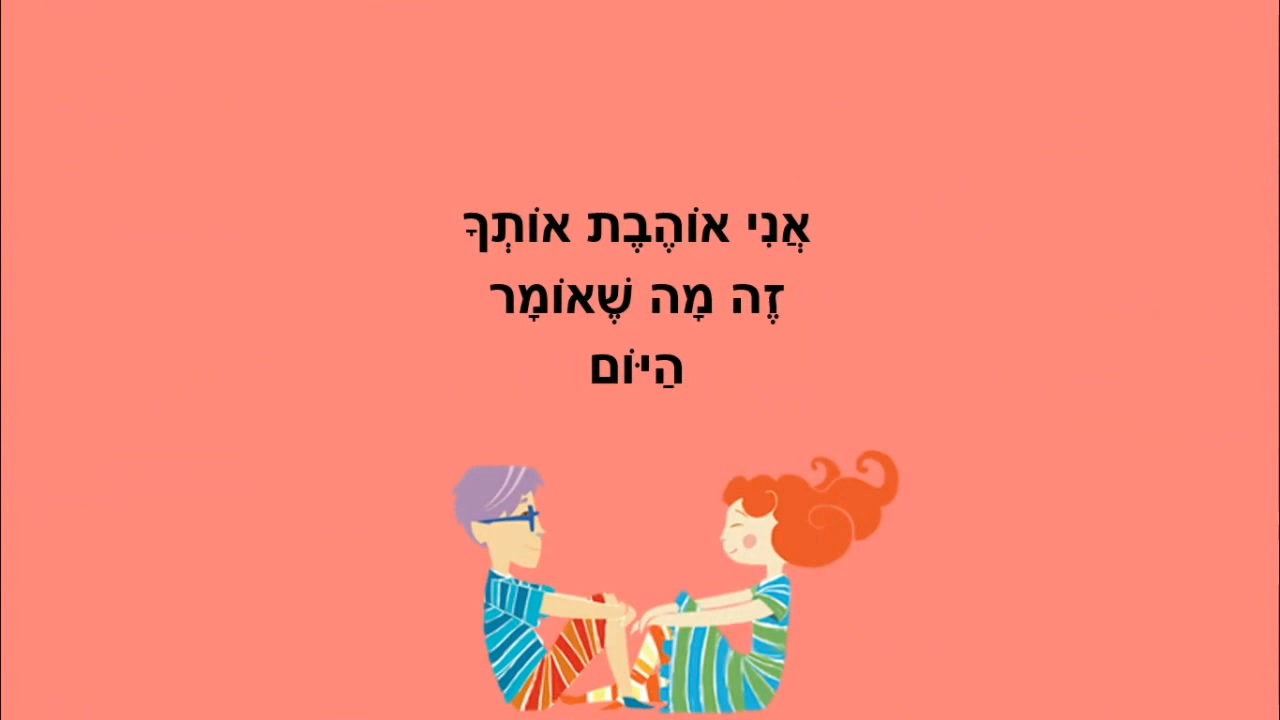 אֲנִי אוֹהֶבֶת אוֹתְךָ
זֶה מָה שֶׁאוֹמָר
הַיּוֹם